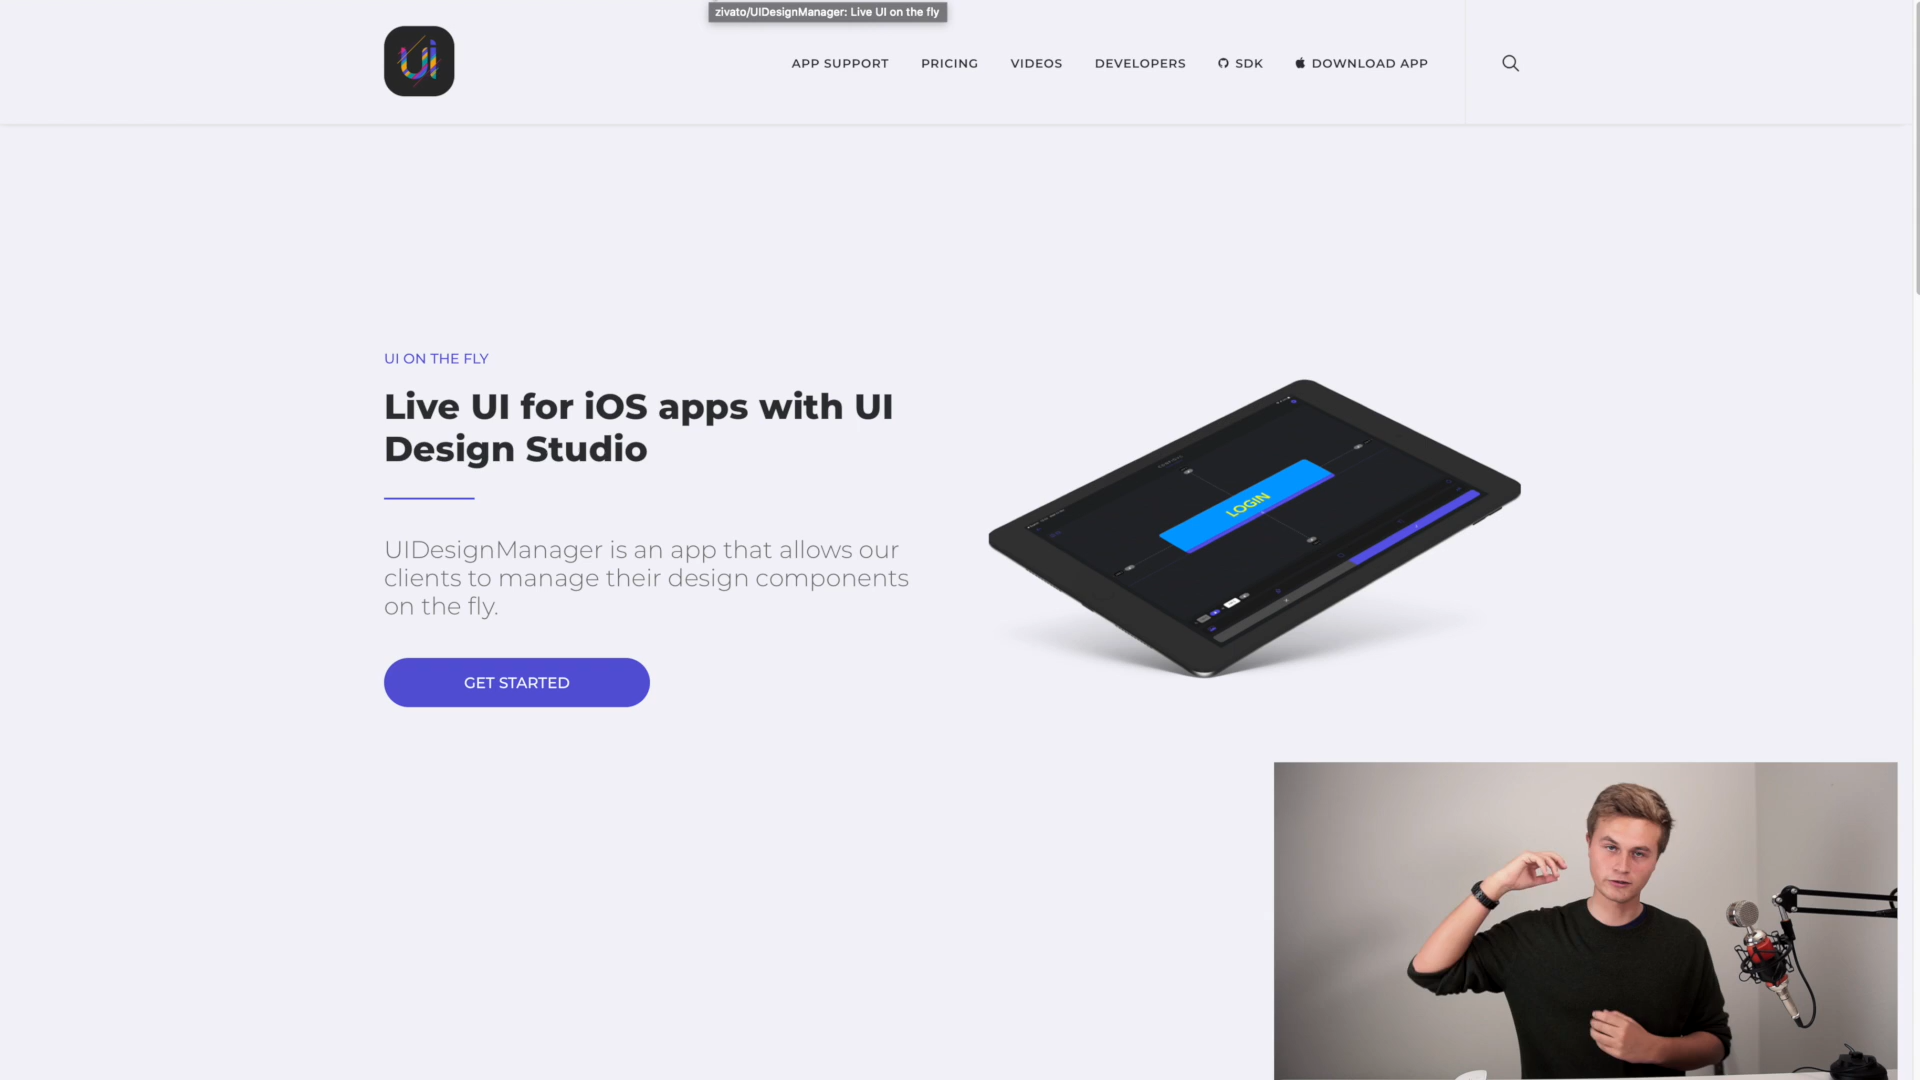 zivato/UIDesignManager: Live UI on the fly
ui
APP SUPPORT
PRICING
VIDEOS
DEVELOPERS
SDK
DOWNLOAD APP
UI ON THE FLY
Live UI for iOS apps with UI
Design Studio
UIDesignManager is an app that allows our
clients to manage their design components
on the fly.
GET STARTED
LOGIN